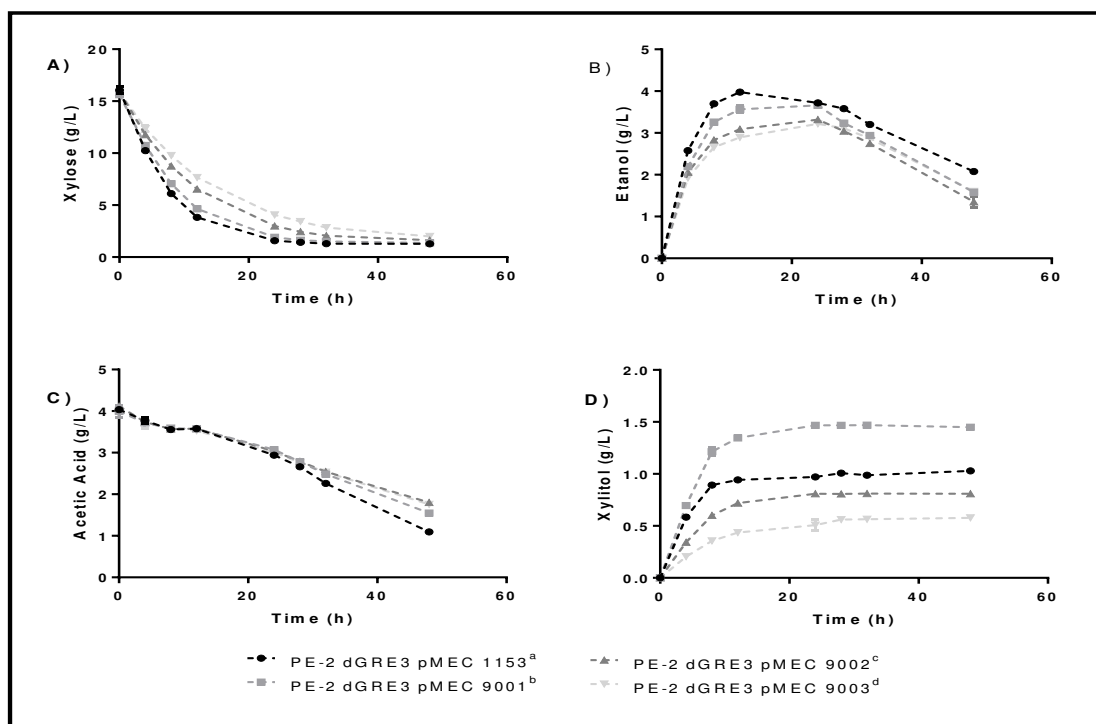 A)
Xylose (g/L)
20
15
10
5
0
0 20 40 60
Time (h)
B)
Etanol (g/L)
5
4
3
2
1
0
0 20 40 60
Time (h)
C)
Acetic Acid (g/L)
5
4
3
2
1
0
0 20 40 60
Time (h)
D)
Xylitol (g/L)
2.0
1.5
1.0
0.5
0.0
0 20 40 60
Time (h)
PE-2 dGRE3 pMEC 1153ᵃ
PE-2 dGRE3 pMEC 9001ᵇ
PE-2 dGRE3 pMEC 9002ᶜ
PE-2 dGRE3 pMEC 9003ᵈ